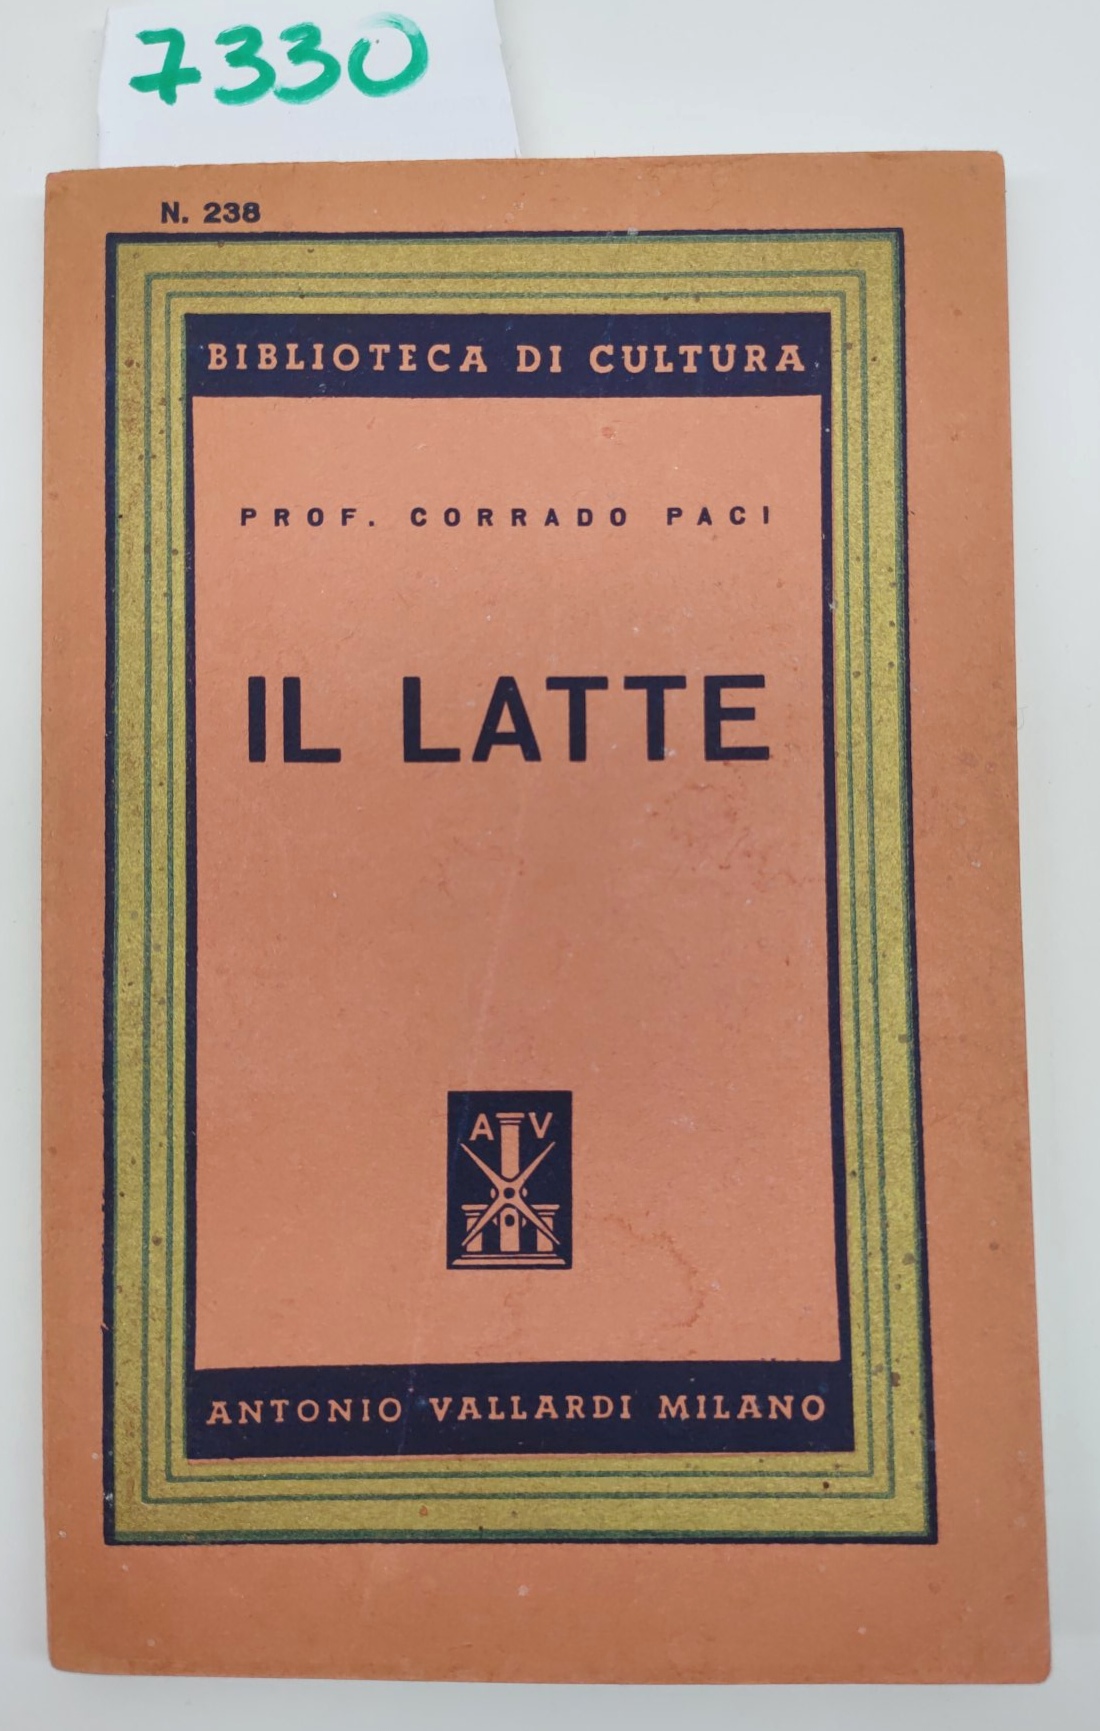 7330
N. 238
BIBLIOTECA DI CULTURA
PROF. CORRADO PACI
IL LATTE
A V
ANTONIO VALLARDI MILANO